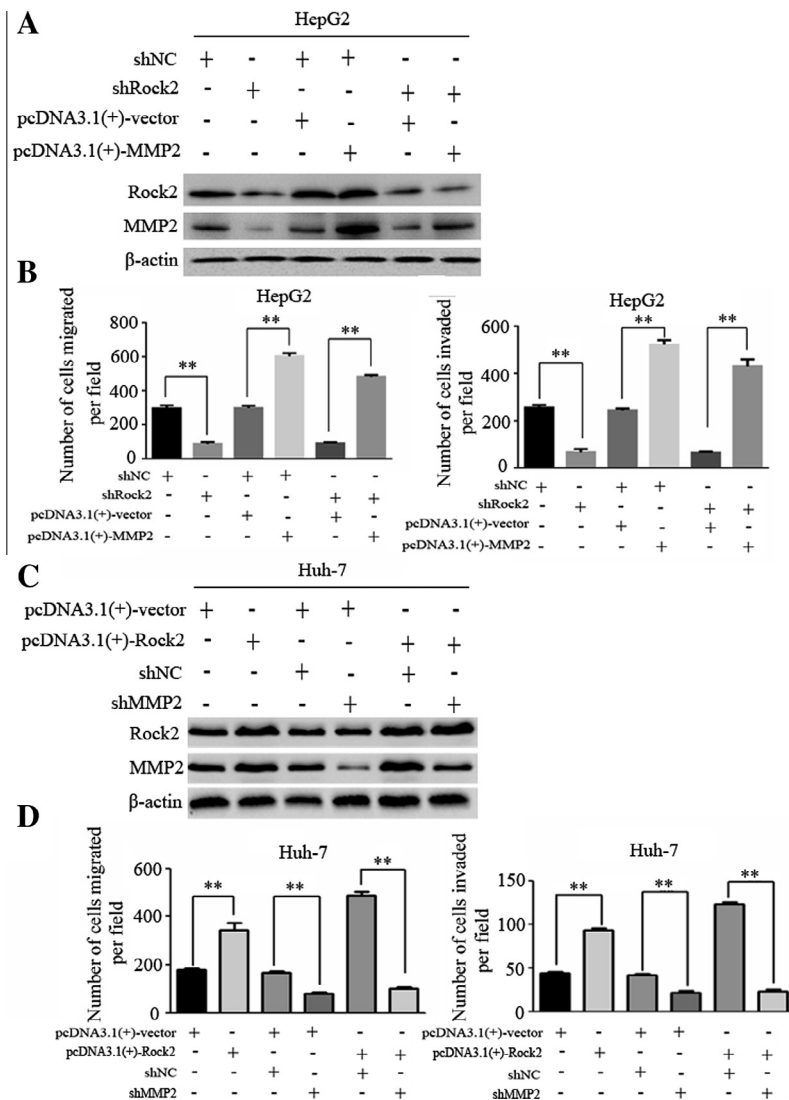 A
HepG2
shNC + - + + - -
shRock2 - + - - + +
pcDNA3.1(+)-vector - - + - + -
pcDNA3.1(+)-MMP2 - - - + - +
Rock2
MMP2
β-actin
B
HepG2
Number of cells migrated
per field
800
600
400
200
0
** ** **
shNC + - + + - -
shRock2 - + - - + +
pcDNA3.1(+)-vector - - + - + -
pcDNA3.1(+)-MMP2 - - - + - +
HepG2
Number of cells invaded
per field
600
400
200
0
** ** **
shNC + - + + - -
shRock2 - + - - + +
pcDNA3.1(+)-vector - - + - + -
pcDNA3.1(+)-MMP2 - - - + - +
C
Huh-7
pcDNA3.1(+)-vector + - + + - -
pcDNA3.1(+)-Rock2 - + - - + +
shNC - - + - + -
shMMP2 - - - + - +
Rock2
MMP2
β-actin
D
Huh-7
Number of cells migrated
per field
600
400
200
0
** ** **
pcDNA3.1(+)-vector + - + + - -
pcDNA3.1(+)-Rock2 - + - - + +
shNC - - + - + -
shMMP2 - - - + - +
Huh-7
Number of cells invaded
per field
150
100
50
0
** ** **
pcDNA3.1(+)-vector + - + + - -
pcDNA3.1(+)-Rock2 - + - - + +
shNC - - + - + -
shMMP2 - - - + - +